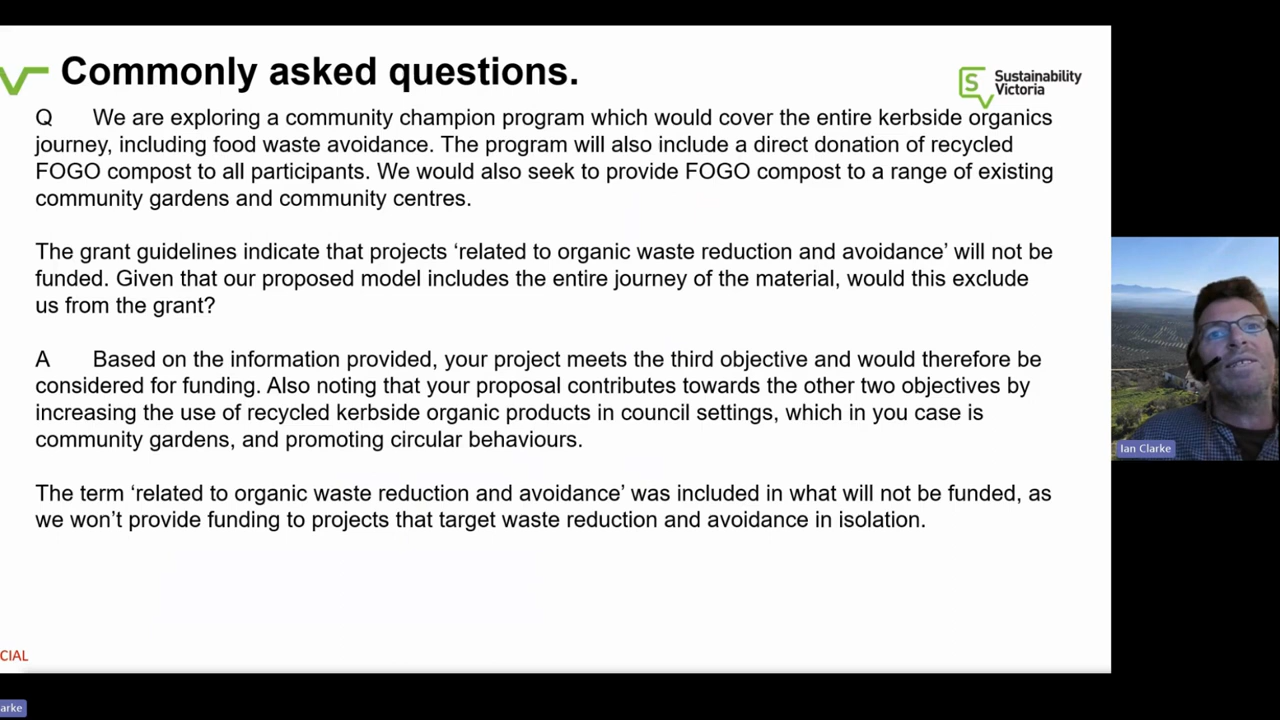 Commonly asked questions.
Sustainability
Victoria
Q We are exploring a community champion program which would cover the entire kerbside organics
journey, including food waste avoidance. The program will also include a direct donation of recycled
FOGO compost to all participants. We would also seek to provide FOGO compost to a range of existing
community gardens and community centres.
The grant guidelines indicate that projects ‘related to organic waste reduction and avoidance’ will not be
funded. Given that our proposed model includes the entire journey of the material, would this exclude
us from the grant?
A Based on the information provided, your project meets the third objective and would therefore be
considered for funding. Also noting that your proposal contributes towards the other two objectives by
increasing the use of recycled kerbside organic products in council settings, which in you case is
community gardens, and promoting circular behaviours.
The term ‘related to organic waste reduction and avoidance’ was included in what will not be funded, as
we won’t provide funding to projects that target waste reduction and avoidance in isolation.
Ian Clarke
CIAL
arke